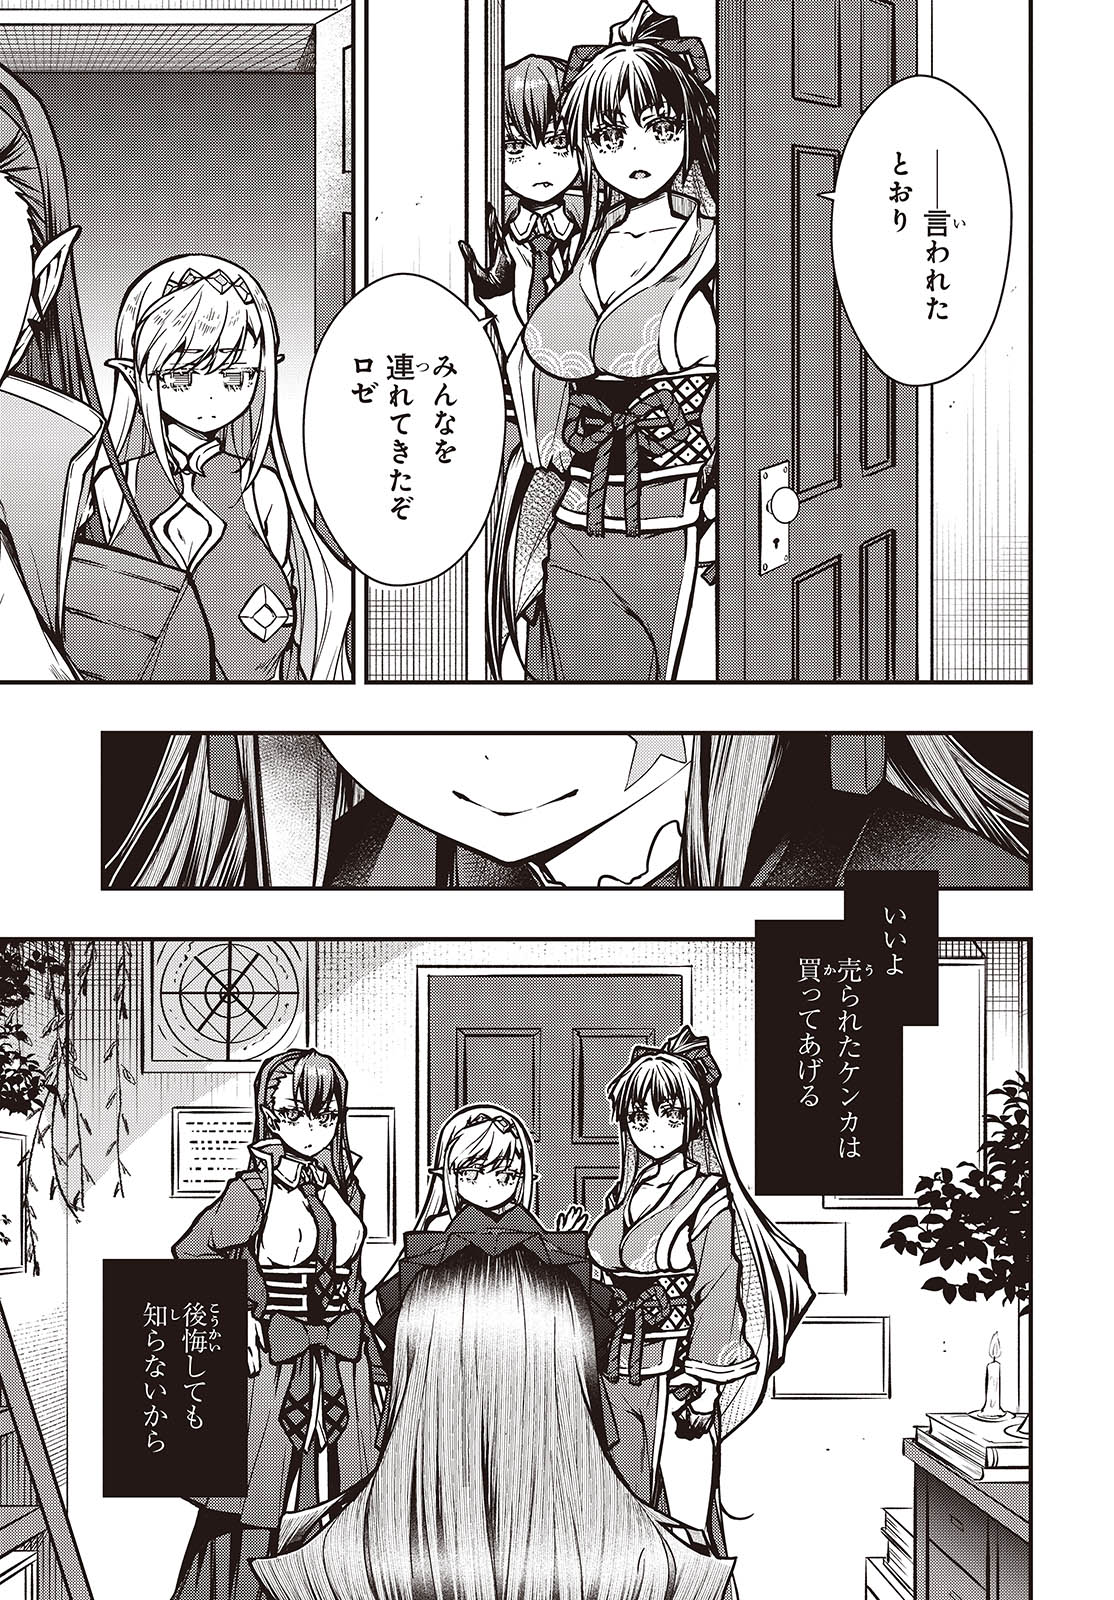 ――言われた
とおり
みんなを
連れてきたぞ
ロゼ
いいよ
売られたケンカは
買ってあげる
後悔しても
知らないから